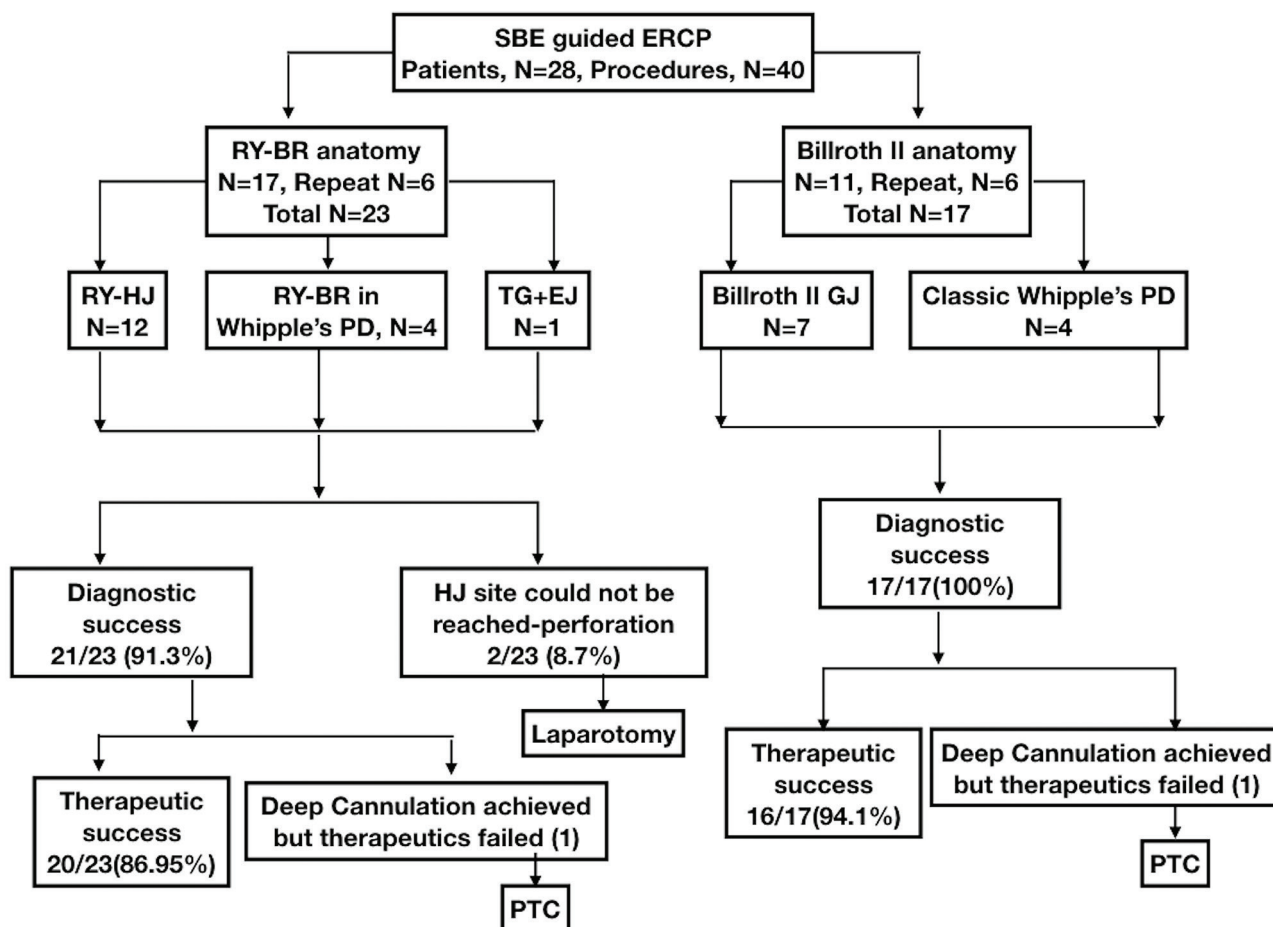 SBE guided ERCP
Patients, N=28, Procedures, N=40
RY-BR anatomy
N=17, Repeat N=6
Total N=23
Billroth II anatomy
N=11, Repeat, N=6
Total N=17
RY-HJ
N=12
RY-BR in
Whipple's PD, N=4
TG+EJ
N=1
Billroth II GJ
N=7
Classic Whipple's PD
N=4
Diagnostic
success
21/23 (91.3%)
HJ site could not be
reached-perforation
2/23 (8.7%)
Diagnostic
success
17/17(100%)
Laparotomy
Therapeutic
success
20/23(86.95%)
Deep Cannulation achieved
but therapeutics failed (1)
PTC
Therapeutic
success
16/17(94.1%)
Deep Cannulation achieved
but therapeutics failed (1)
PTC